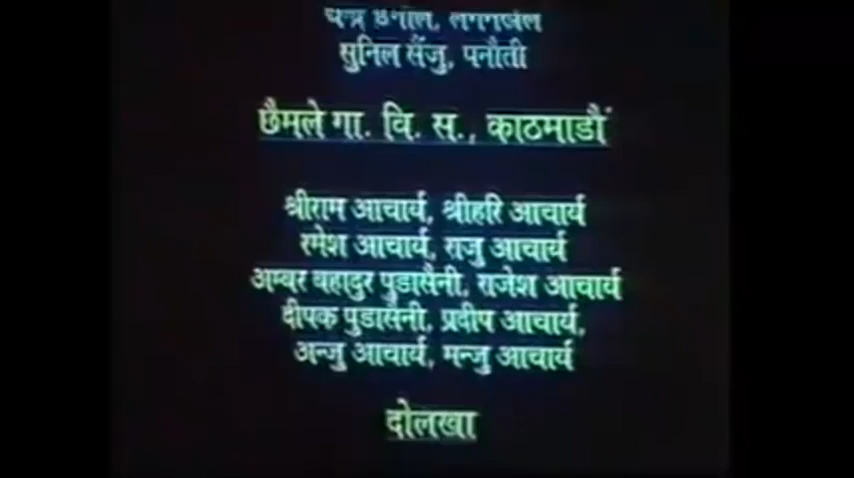 सुनिल सैंजु, पनौती
छैमले गा. वि. स., काठमाडौं
श्रीराम आचार्य, श्रीहरि आचार्य
रमेश आचार्य, राजु आचार्य
अम्बर बहादुर पुडासैनी, राजेश आचार्य
दीपक पुडासैनी, प्रदीप आचार्य,
अन्जु आचार्य, मन्जु आचार्य
दोलखा